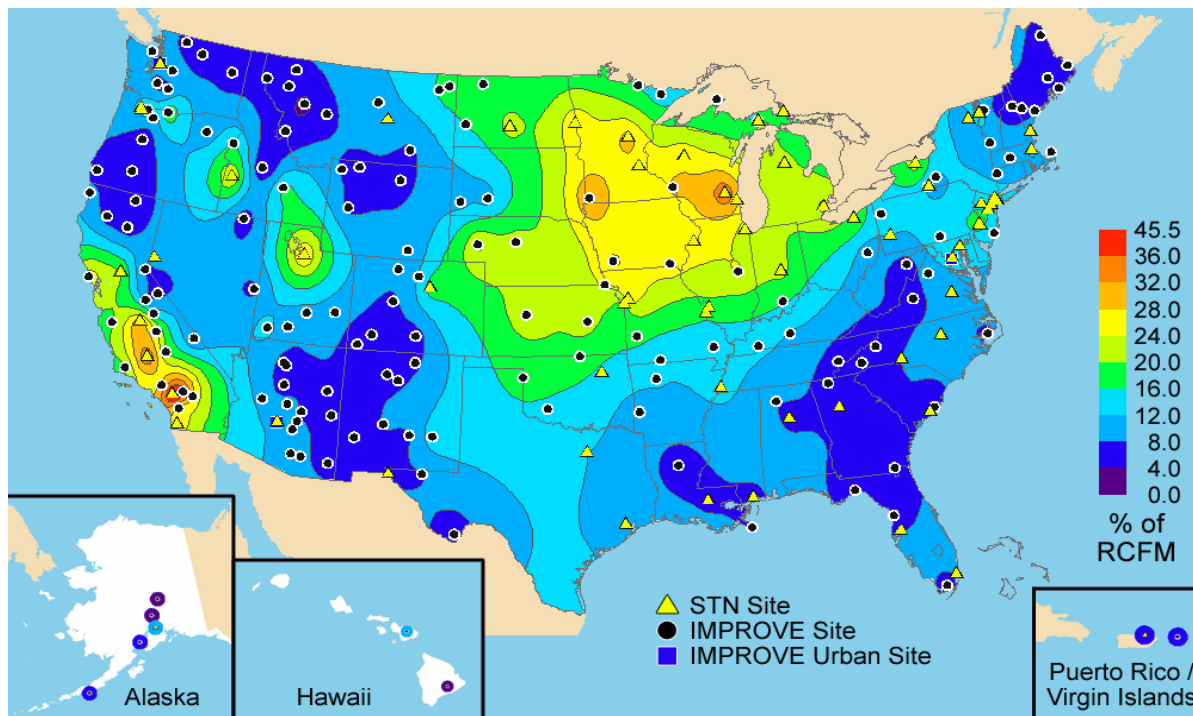 45.5
36.0
32.0
28.0
24.0
20.0
16.0
12.0
8.0
4.0
0.0
% of
RCFM
STN Site
IMPROVE Site
IMPROVE Urban Site
Alaska
Hawaii
Puerto Rico /
Virgin Islands